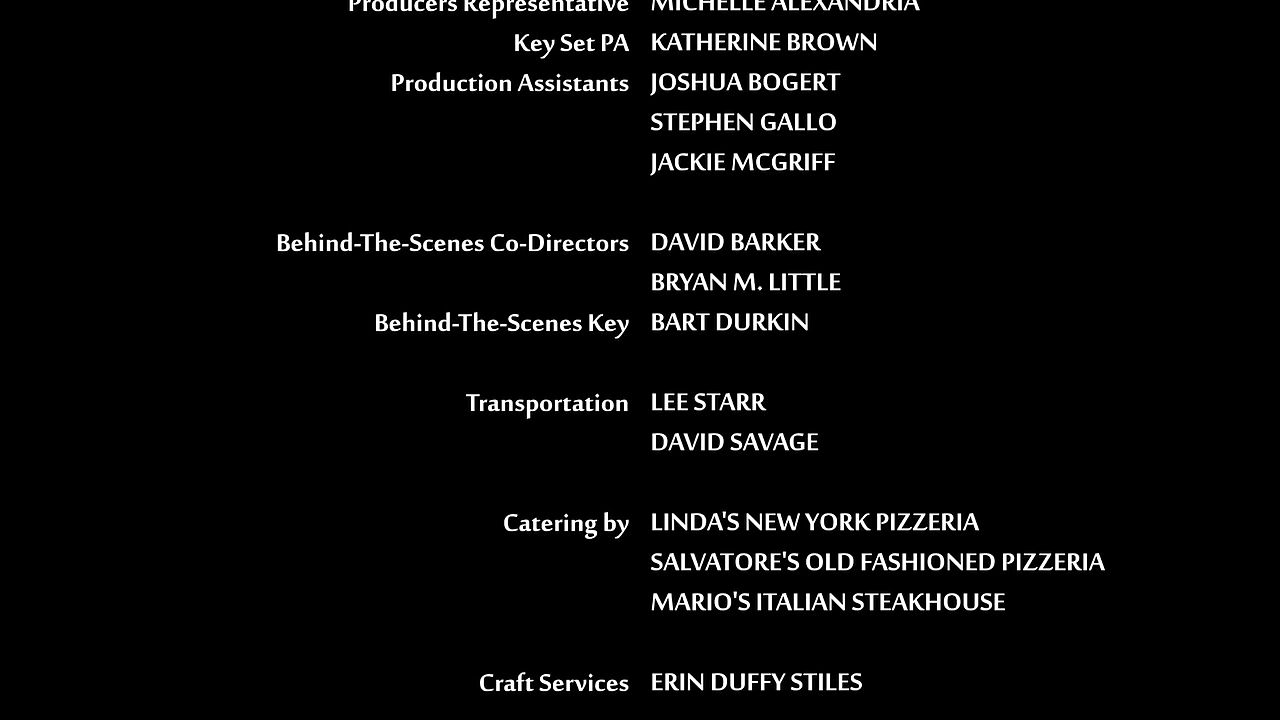 Producers Representative MICHELLE ALEXANDRIA
Key Set PA KATHERINE BROWN
Production Assistants JOSHUA BOGERT
STEPHEN GALLO
JACKIE MCGRIFF
Behind-The-Scenes Co-Directors DAVID BARKER
BRYAN M. LITTLE
Behind-The-Scenes Key BART DURKIN
Transportation LEE STARR
DAVID SAVAGE
Catering by LINDA'S NEW YORK PIZZERIA
SALVATORE'S OLD FASHIONED PIZZERIA
MARIO'S ITALIAN STEAKHOUSE
Craft Services ERIN DUFFY STILES